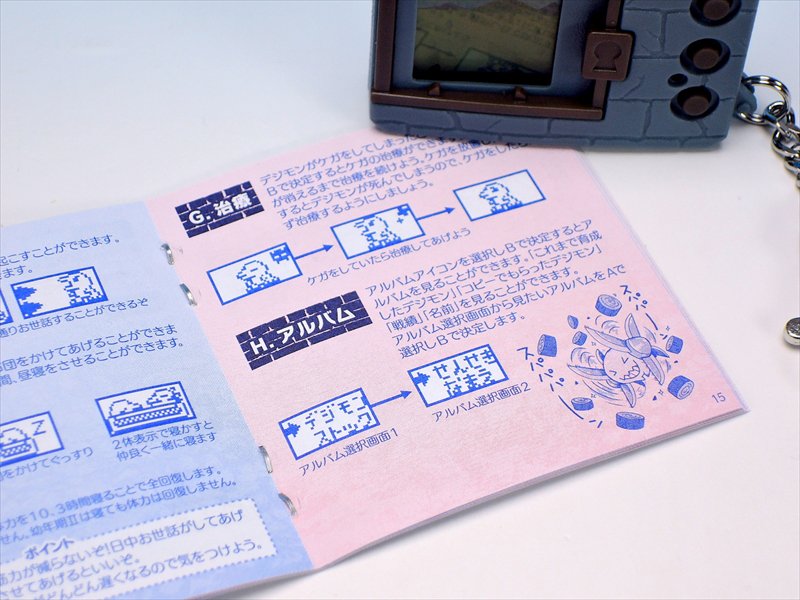 起こすことができます。
ます。
通りお世話することができるぞ
団をかけてあげることができま
間、昼寝をさせることができます。
Z
をかけてぐっすり
2体表示で寝かすと
仲良く一緒に寝ます
力を10、3時間寝ることで全回復します。
せん。幼年期Ⅱは寝ても体力は回復しません。
ポイント
力が減らないぞ!日中お世話がしてあげ
させてあげるといいぞ。
どんどん遅くなるので気をつけよう。
G. 治療
デジモンがケガをしてしまった
Bで決定するとケガの治療ができます
が消えるまで治療を続けよう。ケガを放置
するとデジモンが死んでしまうので、ケガをしたら
ず治療するようにしましょう。
ケガをしていたら治療してあげよう
H. アルバム
アルバムアイコンを選択しBで決定するとア
ルバムを見ることができます。「これまで育成
したデジモン」「コピーでもらったデジモン」
「戦績」「名前」を見ることができます。
アルバム選択画面から見たいアルバムをAで
選択しBで決定します。
デジモン
ストック
アルバム選択画面1
せんせき
なまえ
アルバム選択画面2
スパ
スパパパ
15